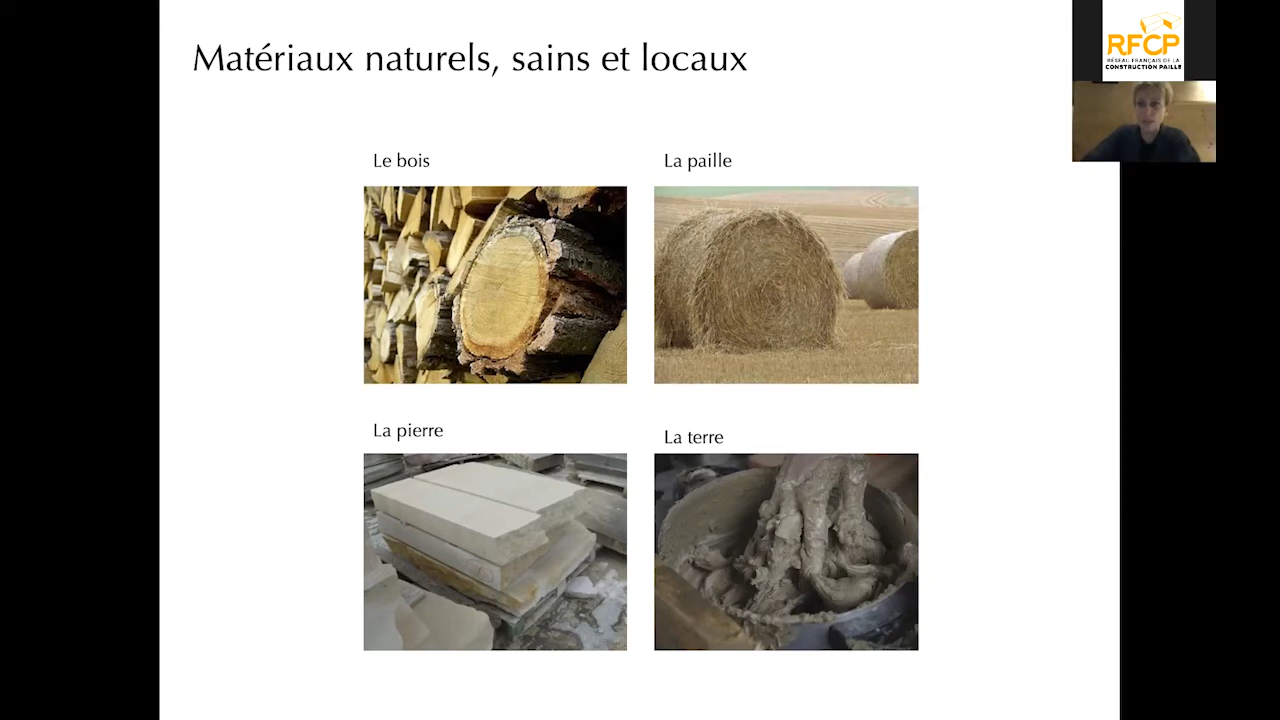 Matériaux naturels, sains et locaux
RFCP
RÉSEAU FRANÇAIS DE LA
CONSTRUCTION PAILLE
Le bois
La paille
La pierre
La terre